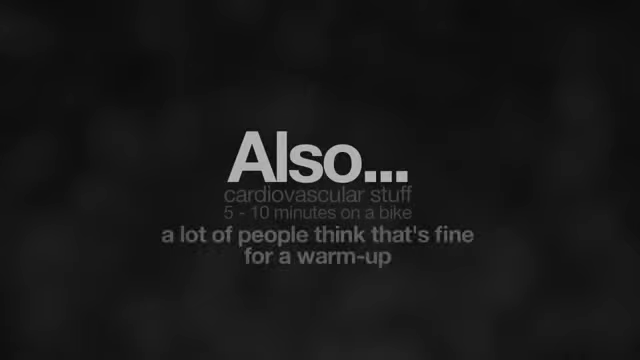 Also...
cardiovascular stuff
5 - 10 minutes on a bike
a lot of people think that's fine
for a warm-up